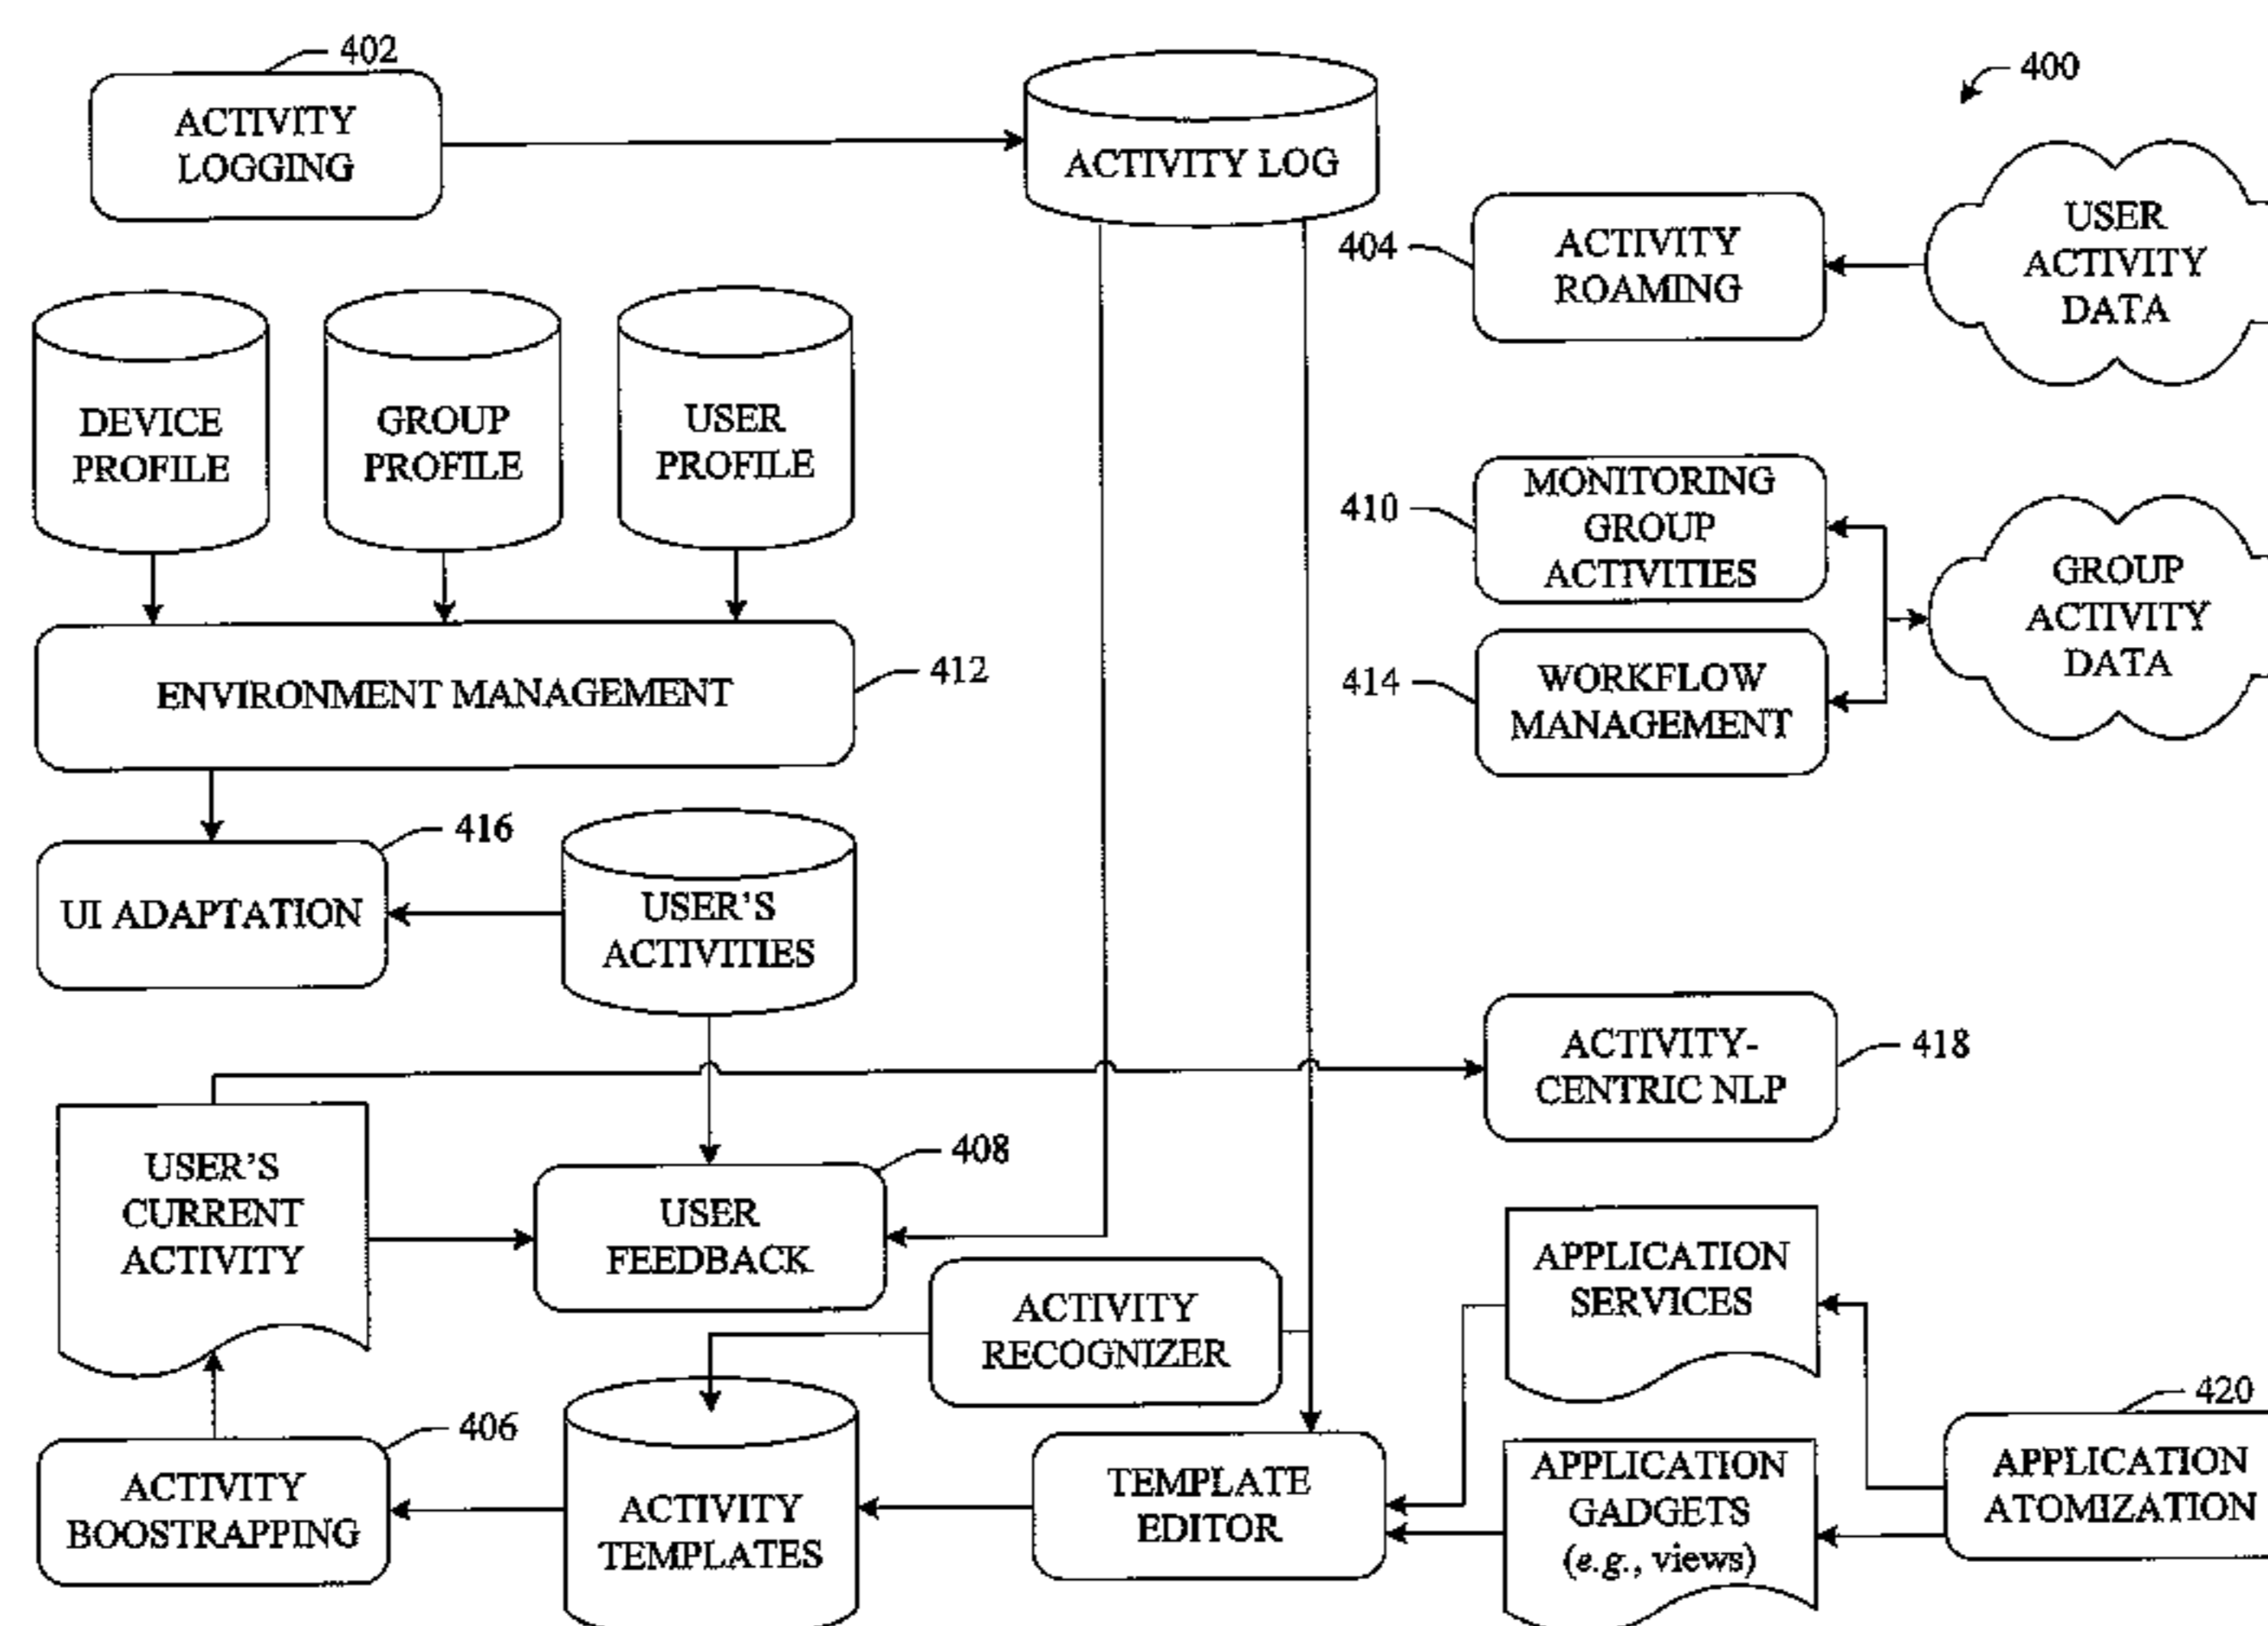 402
ACTIVITY
LOGGING
ACTIVITY LOG
400
404
ACTIVITY
ROAMING
USER
ACTIVITY
DATA
DEVICE
PROFILE
GROUP
PROFILE
USER
PROFILE
410
MONITORING
GROUP
ACTIVITIES
GROUP
ACTIVITY
DATA
ENVIRONMENT MANAGEMENT
412
414
WORKFLOW
MANAGEMENT
416
UI ADAPTATION
USER'S
ACTIVITIES
ACTIVITY-
CENTRIC NLP
418
USER'S
CURRENT
ACTIVITY
408
USER
FEEDBACK
ACTIVITY
RECOGNIZER
APPLICATION
SERVICES
406
ACTIVITY
BOOSTRAPPING
ACTIVITY
TEMPLATES
TEMPLATE
EDITOR
APPLICATION
GADGETS
(e.g., views)
420
APPLICATION
ATOMIZATION